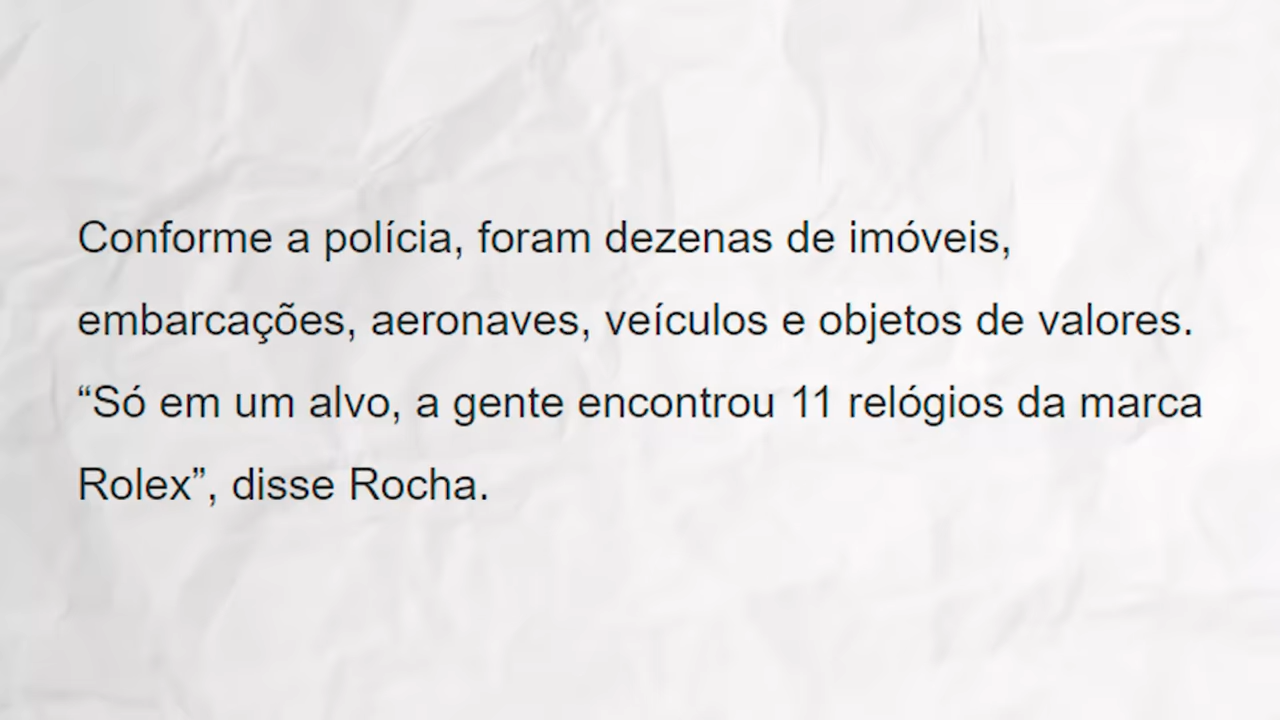 Conforme a polícia, foram dezenas de imóveis,
embarcações, aeronaves, veículos e objetos de valores.
“Só em um alvo, a gente encontrou 11 relógios da marca
Rolex”, disse Rocha.